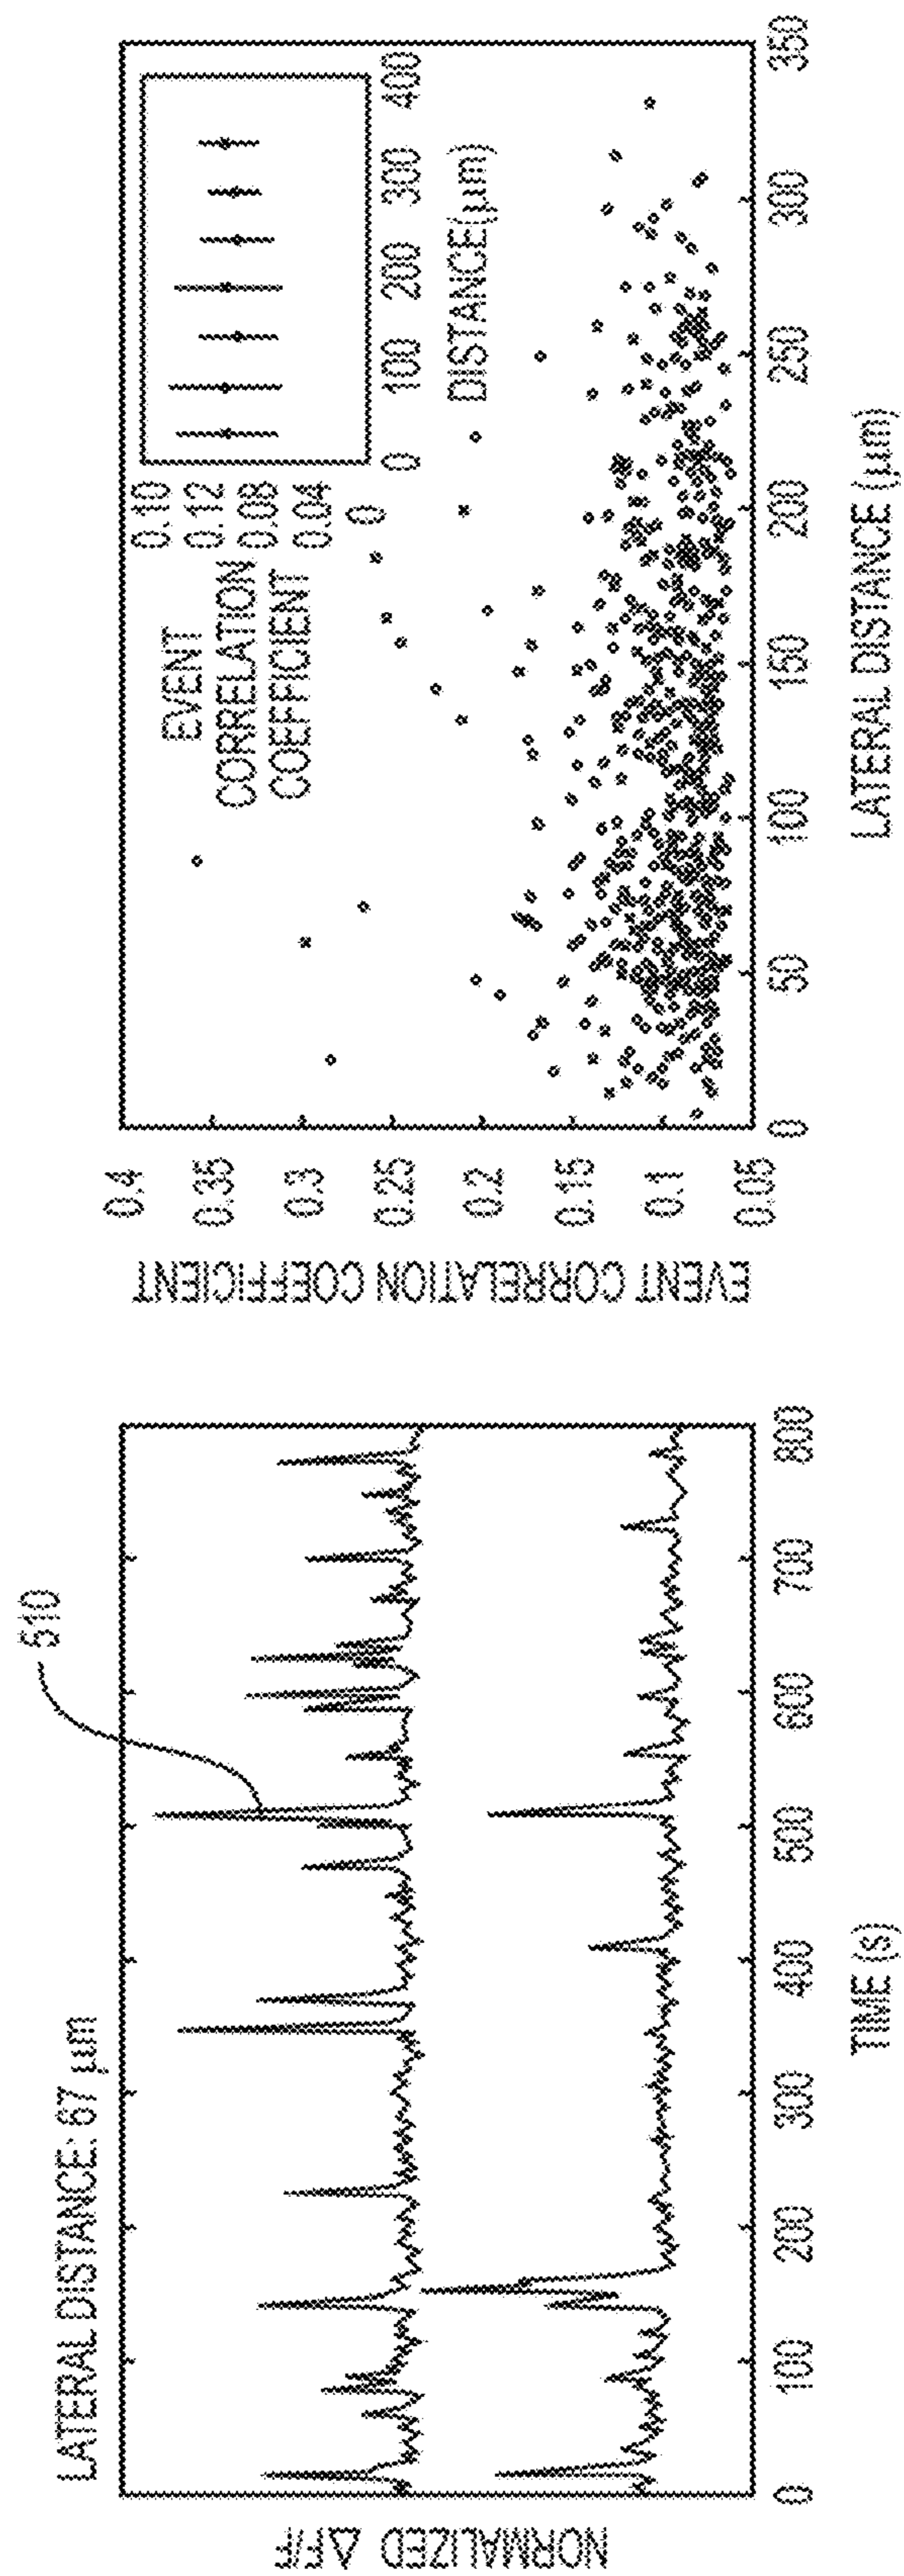 LATERAL DISTANCE: 67 µm
510
NORMALIZED ΔF/F
0 100 200 300 400 500 600 700 800
TIME (s)
EVENT CORRELATION COEFFICIENT
0.4
0.35
0.3
0.25
0.2
0.15
0.1
0.05
0 50 100 150 200 250 300 350
LATERAL DISTANCE (µm)
EVENT
CORRELATION
COEFFICIENT
0.10
0.12
0.08
0.04
0
0 100 200 300 400
DISTANCE(µm)